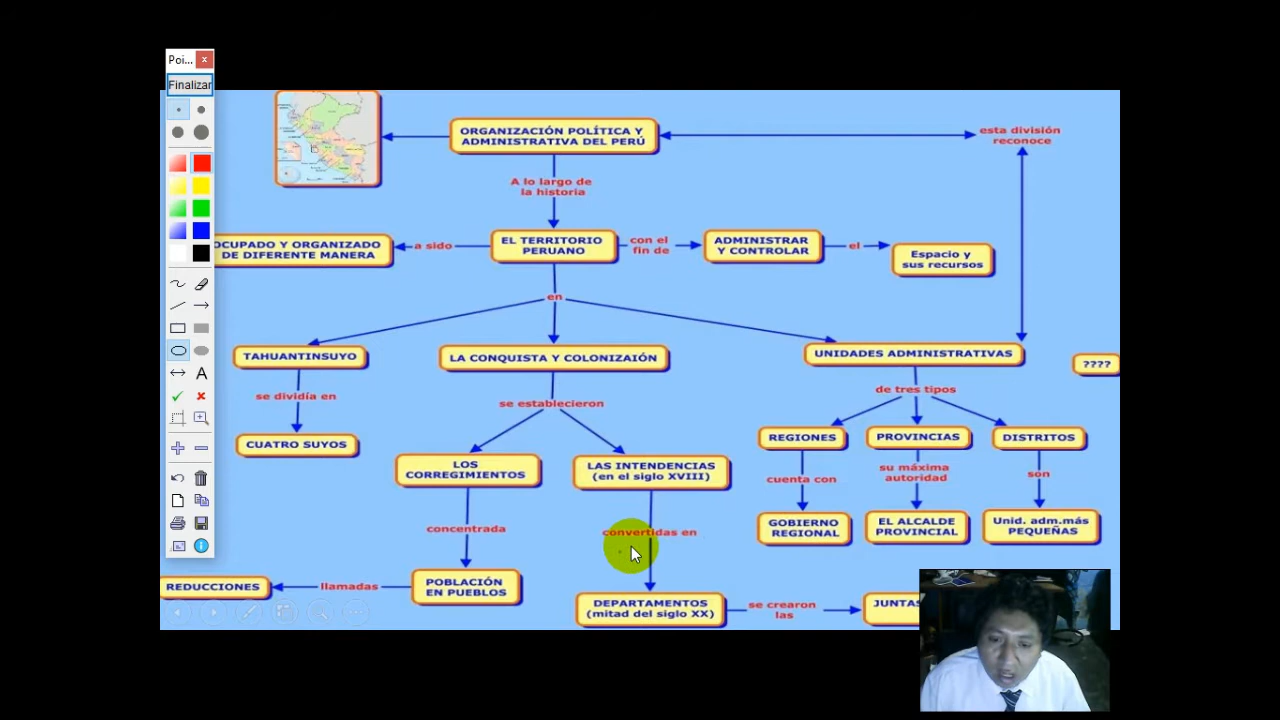 Poi...
Finalizar
ORGANIZACIÓN POLÍTICA Y
ADMINISTRATIVA DEL PERÚ
esta división
reconoce
A lo largo de
la historia
OCUPADO Y ORGANIZADO
DE DIFERENTE MANERA
a sido
EL TERRITORIO
PERUANO
con el
fin de
ADMINISTRAR
Y CONTROLAR
el
Espacio y
sus recursos
en
TAHUANTINSUYO
LA CONQUISTA Y COLONIZAIÓN
UNIDADES ADMINISTRATIVAS
????
se dividía en
se establecieron
de tres tipos
CUATRO SUYOS
REGIONES
PROVINCIAS
DISTRITOS
LOS
CORREGIMIENTOS
LAS INTENDENCIAS
(en el siglo XVIII)
cuenta con
su máxima
autoridad
son
concentrada
convertidas en
GOBIERNO
REGIONAL
EL ALCALDE
PROVINCIAL
Unid. adm.más
PEQUEÑAS
REDUCCIONES
llamadas
POBLACIÓN
EN PUEBLOS
DEPARTAMENTOS
(mitad del siglo XX)
se crearon
las
JUNTAS